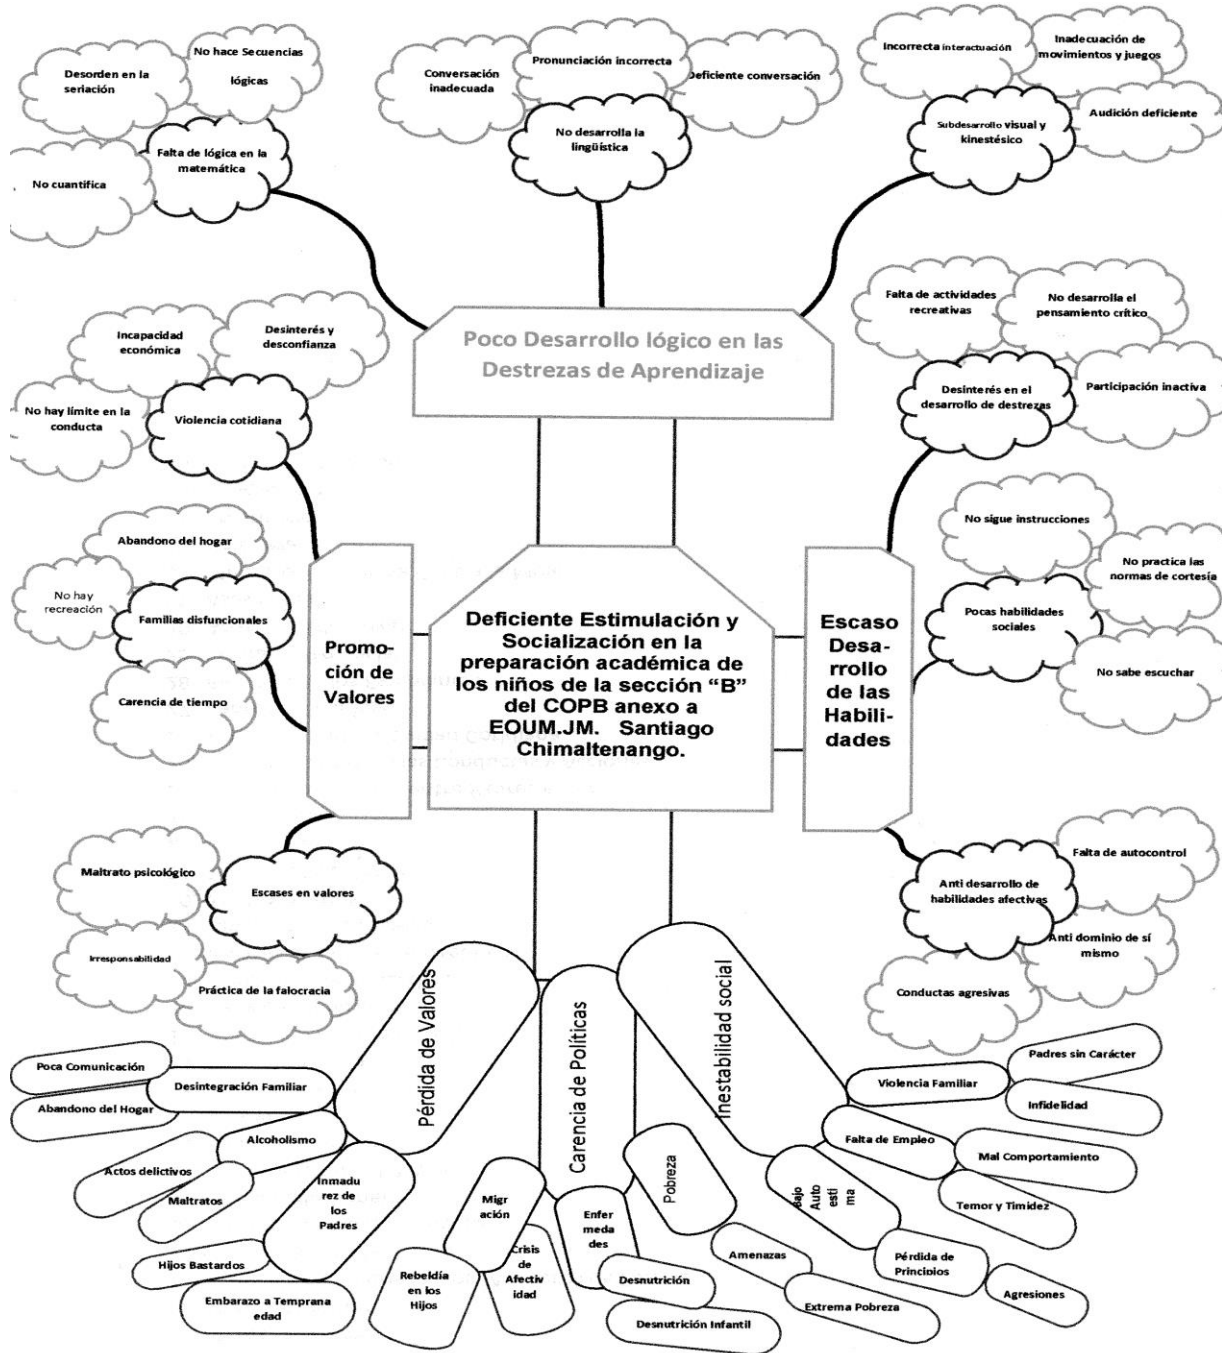 No hace Secuencias
lógicas
Desorden en la
seriación
Falta de lógica en la
matemática
No cuantifica
Conversación
inadecuada
Pronunciación incorrecta
Deficiente conversación
No desarrolla la
lingüística
Incorrecta interactuación
Inadecuación de
movimientos y juegos
Audición deficiente
Subdesarrollo visual y
kinestésico
Poco Desarrollo lógico en las
Destrezas de Aprendizaje
Incapacidad
económica
Desinterés y
desconfianza
No hay límite en la
conducta
Violencia cotidiana
Falta de actividades
recreativas
No desarrolla el
pensamiento crítico
Desinterés en el
desarrollo de destrezas
Participación inactiva
Abandono del hogar
No hay
recreación
Familias disfuncionales
Carencia de tiempo
Promo-
ción de
Valores
Deficiente Estimulación y
Socialización en la
preparación académica de
los niños de la sección “B”
del COPB anexo a
EOUM.JM. Santiago
Chimaltenango.
Escaso
Desa-
rrollo
de las
Habili-
dades
No sigue instrucciones
No practica las
normas de cortesía
Pocas habilidades
sociales
No sabe escuchar
Maltrato psicológico
Escases en valores
Irresponsabilidad
Práctica de la falocracia
Falta de autocontrol
Anti desarrollo de
habilidades afectivas
Anti dominio de sí
mismo
Conductas agresivas
Pérdida de Valores
Carencia de Políticas
Inestabilidad social
Poca Comunicación
Desintegración Familiar
Abandono del Hogar
Alcoholismo
Actos delictivos
Maltratos
Inmadu
rez de
los
Padres
Hijos Bastardos
Embarazo a Temprana
edad
Migr
ación
Rebeldía
en los
Hijos
Crisis
de
Afectiv
idad
Enfer
meda
des
Desnutrición
Desnutrición Infantil
Pobreza
Amenazas
Extrema Pobreza
Bajo
Auto
esti
ma
Pérdida de
Principios
Agresiones
Violencia Familiar
Padres sin Carácter
Infidelidad
Falta de Empleo
Mal Comportamiento
Temor y Timidez